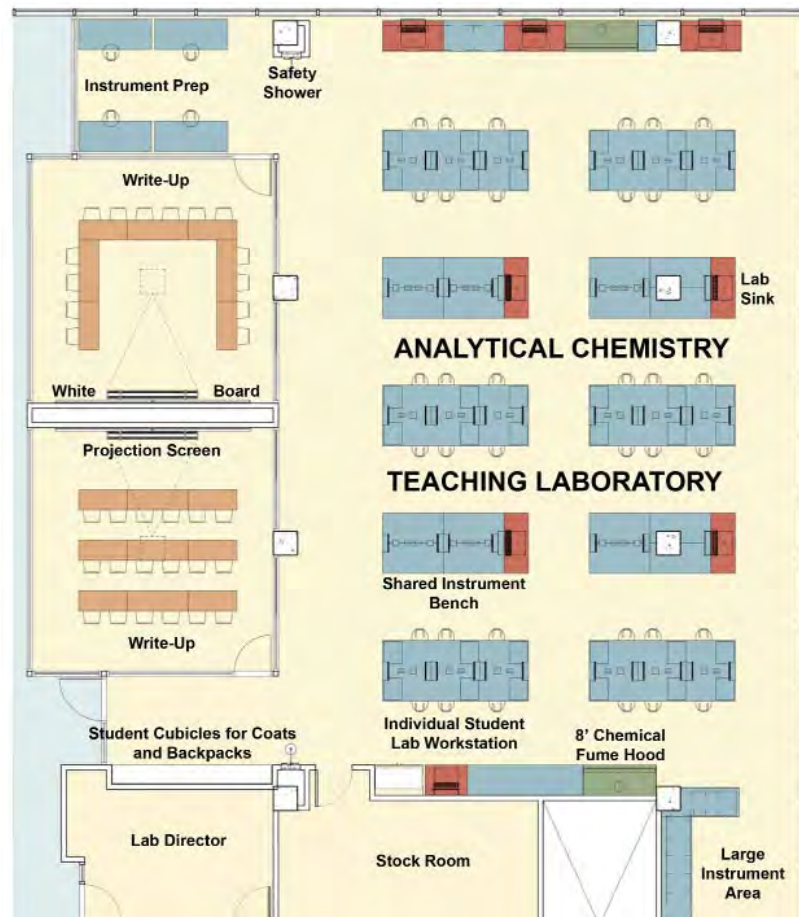 Instrument Prep
Safety
Shower
Write-Up
Lab
Sink
ANALYTICAL CHEMISTRY
White Board
Projection Screen
TEACHING LABORATORY
Shared Instrument
Bench
Write-Up
Student Cubicles for Coats
and Backpacks
Individual Student
Lab Workstation
8' Chemical
Fume Hood
Lab Director
Stock Room
Large
Instrument
Area